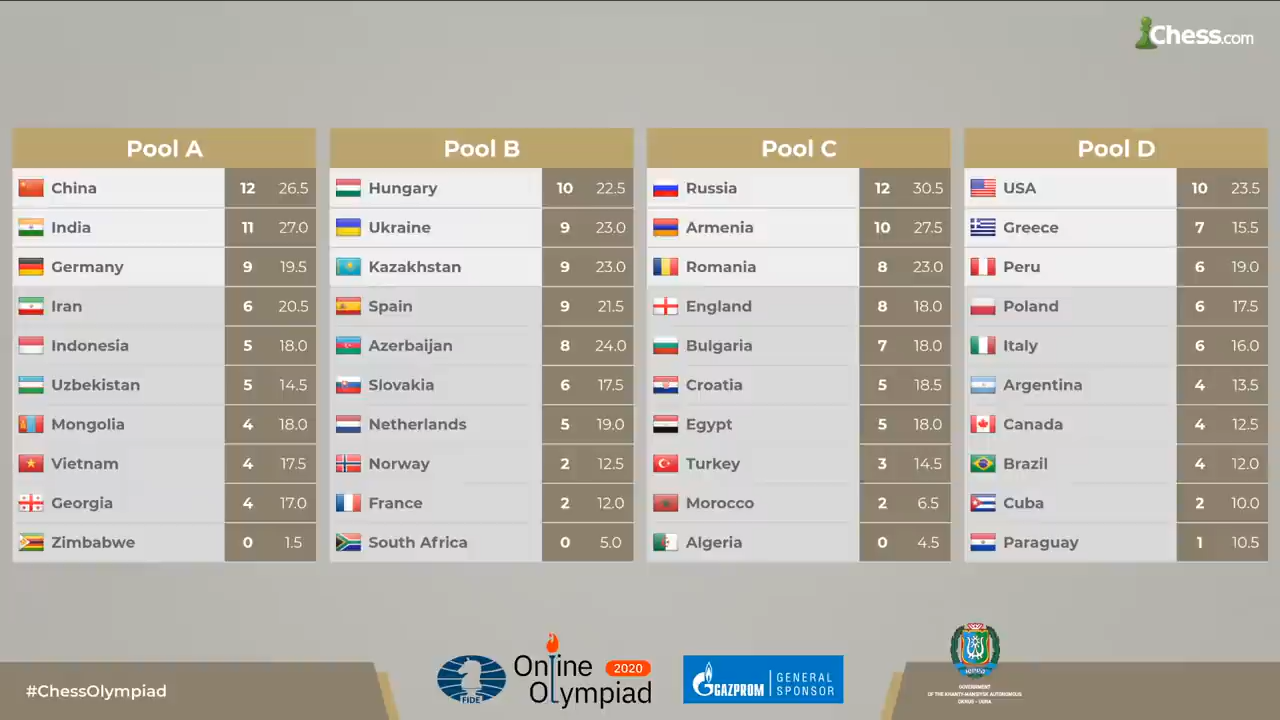 Chess.com
Pool A
China 12 26.5
India 11 27.0
Germany 9 19.5
Iran 6 20.5
Indonesia 5 18.0
Uzbekistan 5 14.5
Mongolia 4 18.0
Vietnam 4 17.5
Georgia 4 17.0
Zimbabwe 0 1.5
Pool B
Hungary 10 22.5
Ukraine 9 23.0
Kazakhstan 9 23.0
Spain 9 21.5
Azerbaijan 8 24.0
Slovakia 6 17.5
Netherlands 5 19.0
Norway 2 12.5
France 2 12.0
South Africa 0 5.0
Pool C
Russia 12 30.5
Armenia 10 27.5
Romania 8 23.0
England 8 18.0
Bulgaria 7 18.0
Croatia 5 18.5
Egypt 5 18.0
Turkey 3 14.5
Morocco 2 6.5
Algeria 0 4.5
Pool D
USA 10 23.5
Greece 7 15.5
Peru 6 19.0
Poland 6 17.5
Italy 6 16.0
Argentina 4 13.5
Canada 4 12.5
Brazil 4 12.0
Cuba 2 10.0
Paraguay 1 10.5
#ChessOlympiad
FIDE
Online 2020
Olympiad
GAZPROM
GENERAL
SPONSOR
GOVERNMENT
OF THE KHANTY-MANSIYSK AUTONOMOUS
OKRUG – UGRA